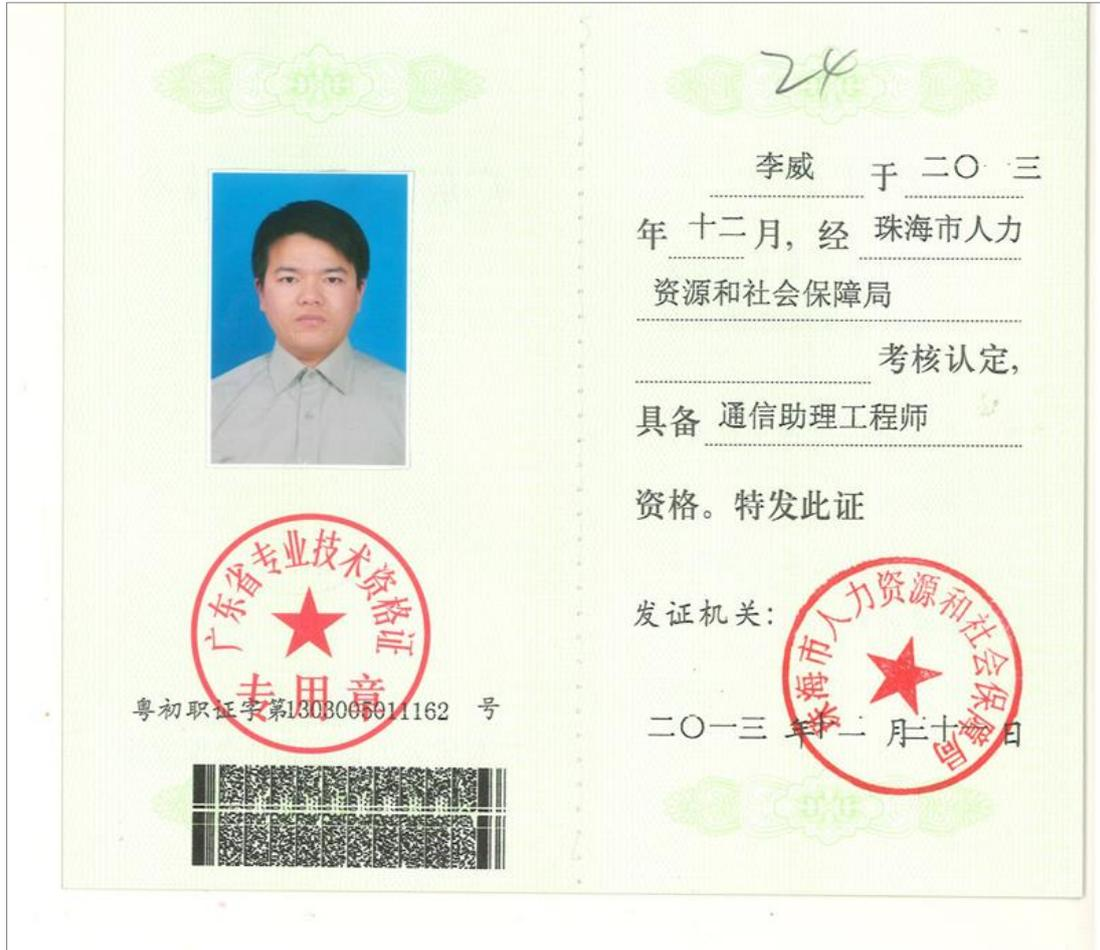 广东省专业技术资格证
专用章
粤初职证字第1303005011162 号
24
李威 于 二〇 三
年 十二 月, 经 珠海市人力
资源和社会保障局
考核认定,
具备 通信助理工程师
资格。特发此证
发证机关:
珠海市人力资源和社会保障局
二〇一三 年十二 月三十 日